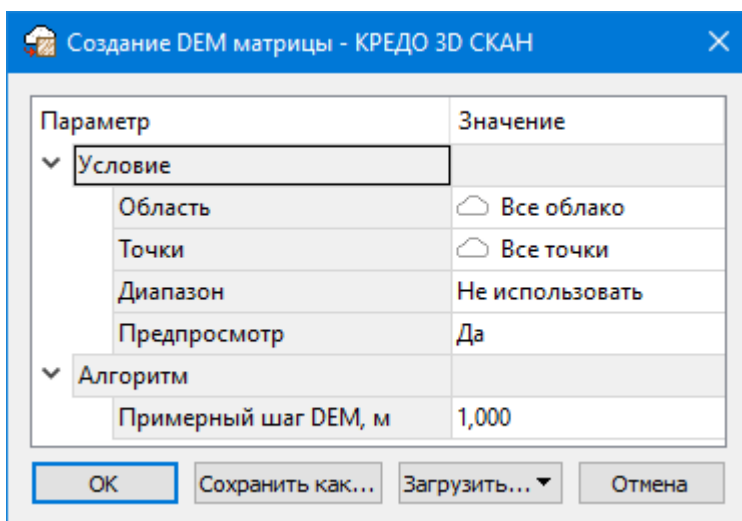 Создание DEM матрицы - КРЕДО 3D СКАН
Параметр Значение
Условие
Область Все облако
Точки Все точки
Диапазон Не использовать
Предпросмотр Да
Алгоритм
Примерный шаг DEM, м 1,000
OK Сохранить как... Загрузить... Отмена